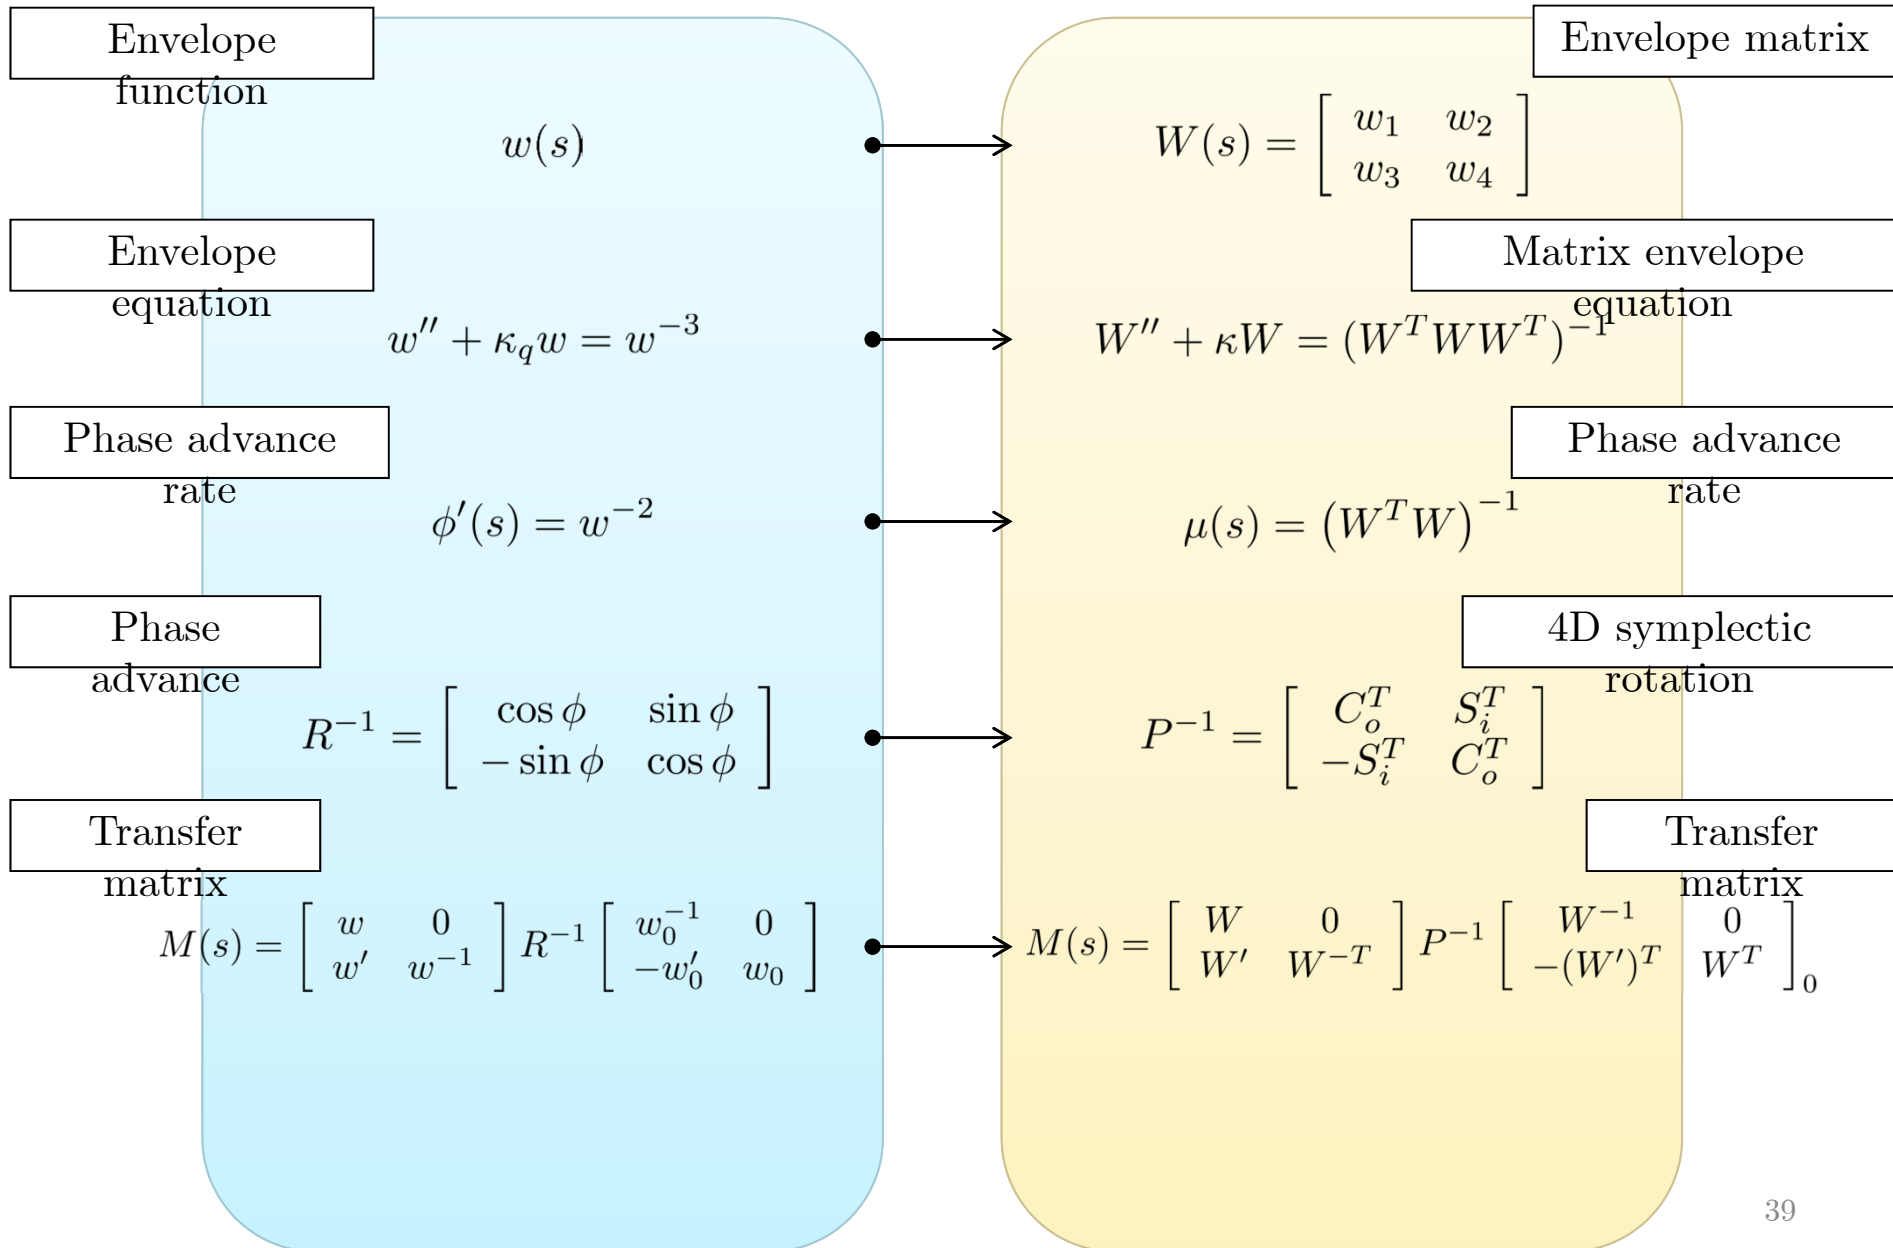 Envelope
function
Envelope matrix
w(s)
W(s) = [ w_1 w_2 ; w_3 w_4 ]
Envelope
equation
Matrix envelope
equation
w'' + κ_q w = w^{-3}
W'' + κW = (W^T W W^T)^{-1}
Phase advance
rate
Phase advance
rate
ϕ'(s) = w^{-2}
μ(s) = (W^T W)^{-1}
Phase
advance
4D symplectic
rotation
R^{-1} = [ cos ϕ sin ϕ ; − sin ϕ cos ϕ ]
P^{-1} = [ C_o^T S_i^T ; −S_i^T C_o^T ]
Transfer
matrix
Transfer
matrix
M(s) = [ w 0 ; w' w^{-1} ] R^{-1} [ w_0^{-1} 0 ; −w_0' w_0 ]
M(s) = [ W 0 ; W' W^{-T} ] P^{-1} [ W^{-1} 0 ; −(W')^T W^T ]_0
39